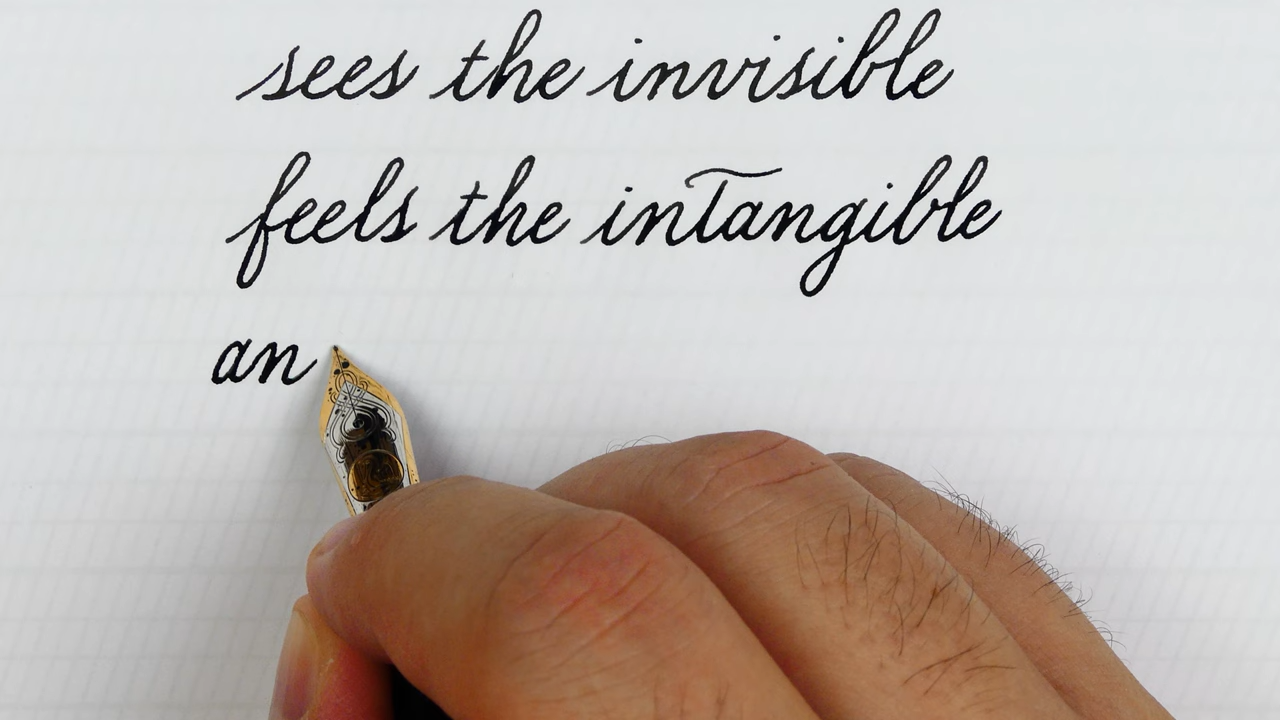 sees the invisible
feels the intangible
an